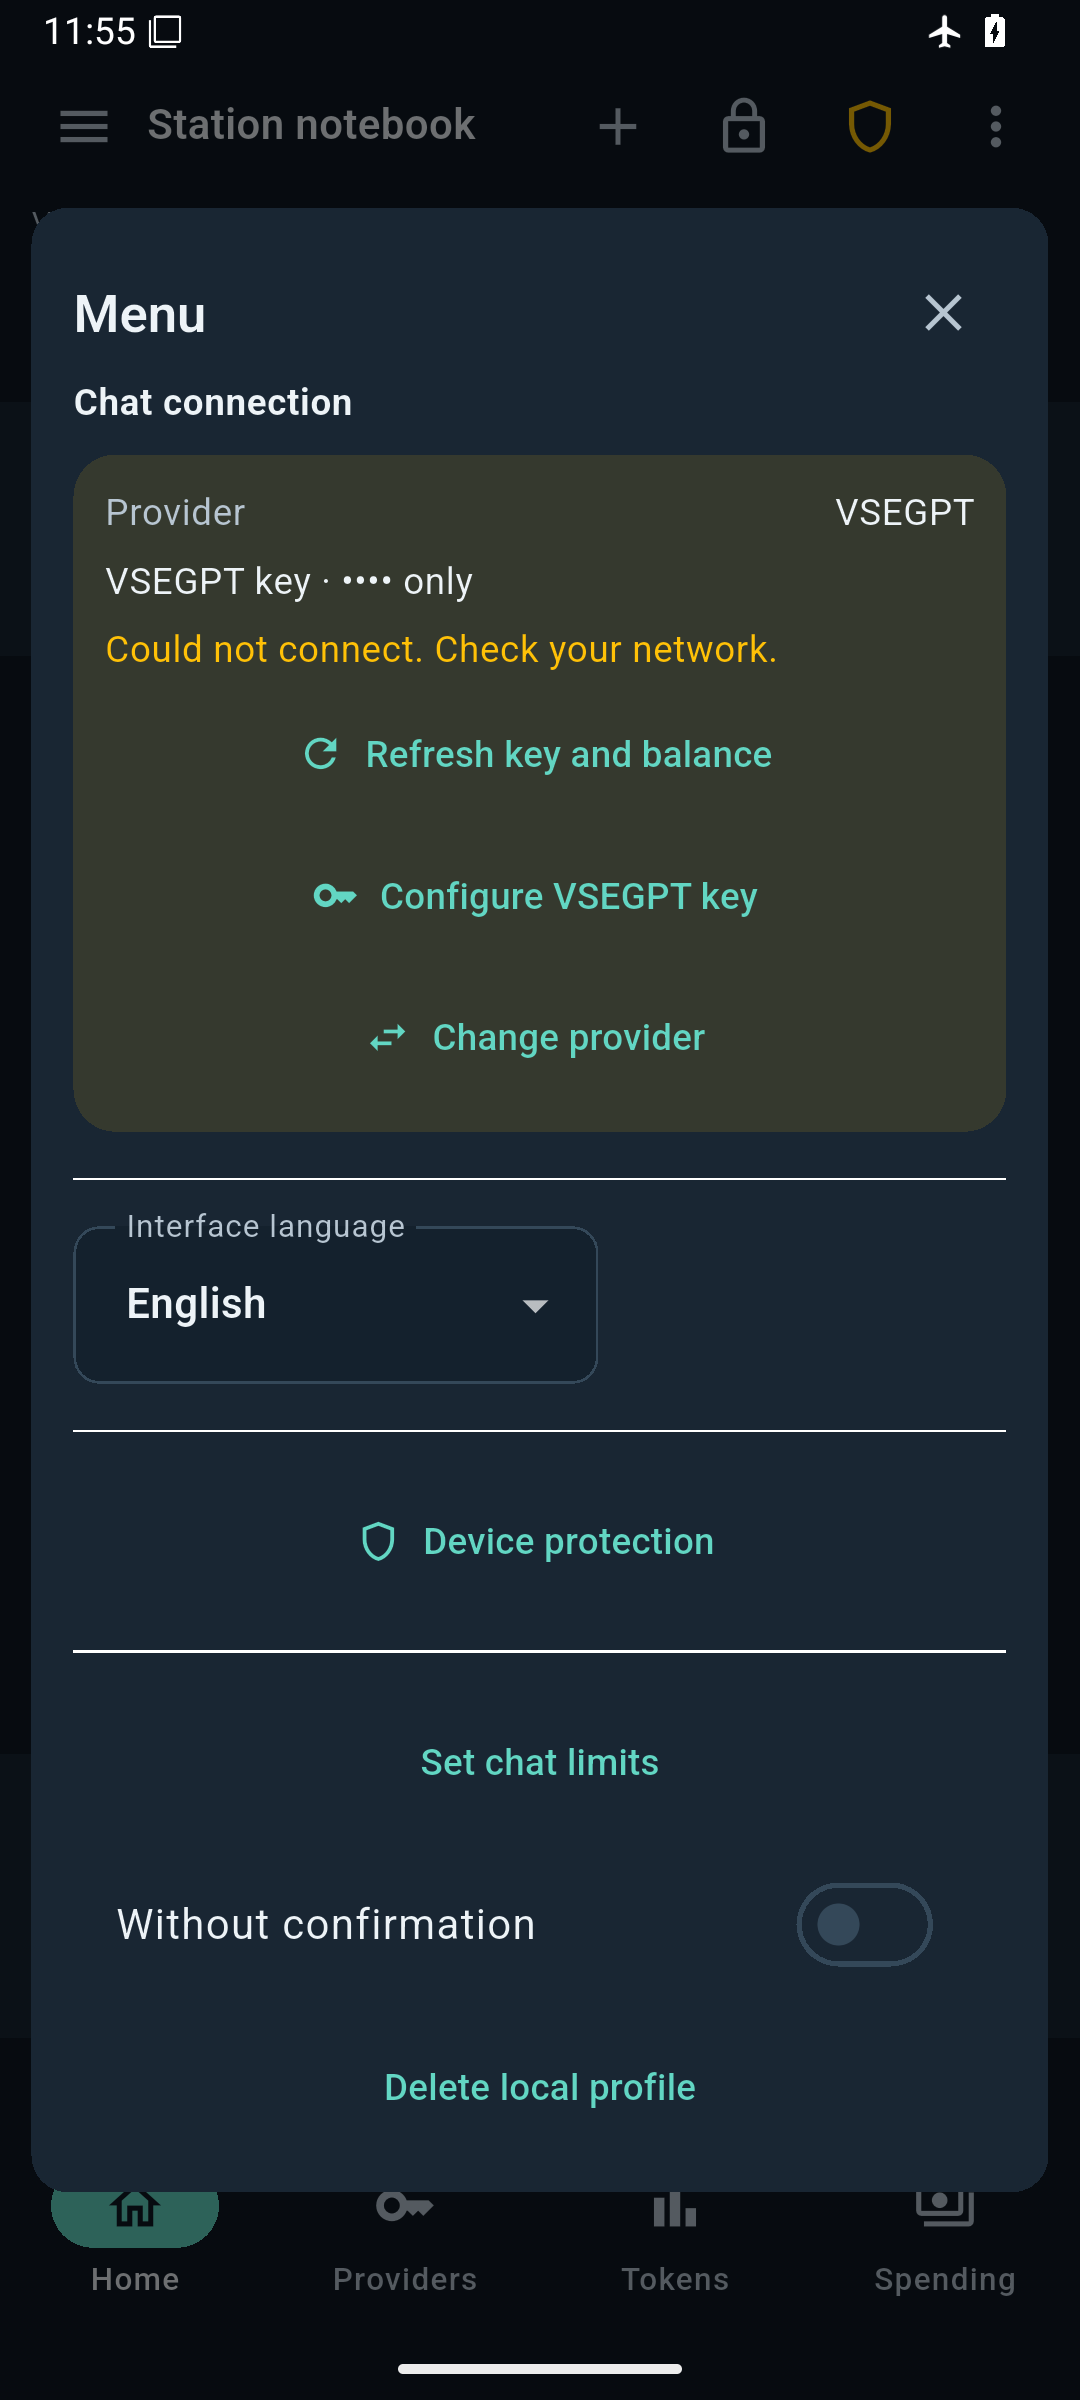 11:55
Station notebook
Menu
Chat connection
Provider VSEGPT
VSEGPT key · •••• only
Could not connect. Check your network.
Refresh key and balance
Configure VSEGPT key
Change provider
Interface language
English
Device protection
Set chat limits
Without confirmation
Delete local profile
Home Providers Tokens Spending